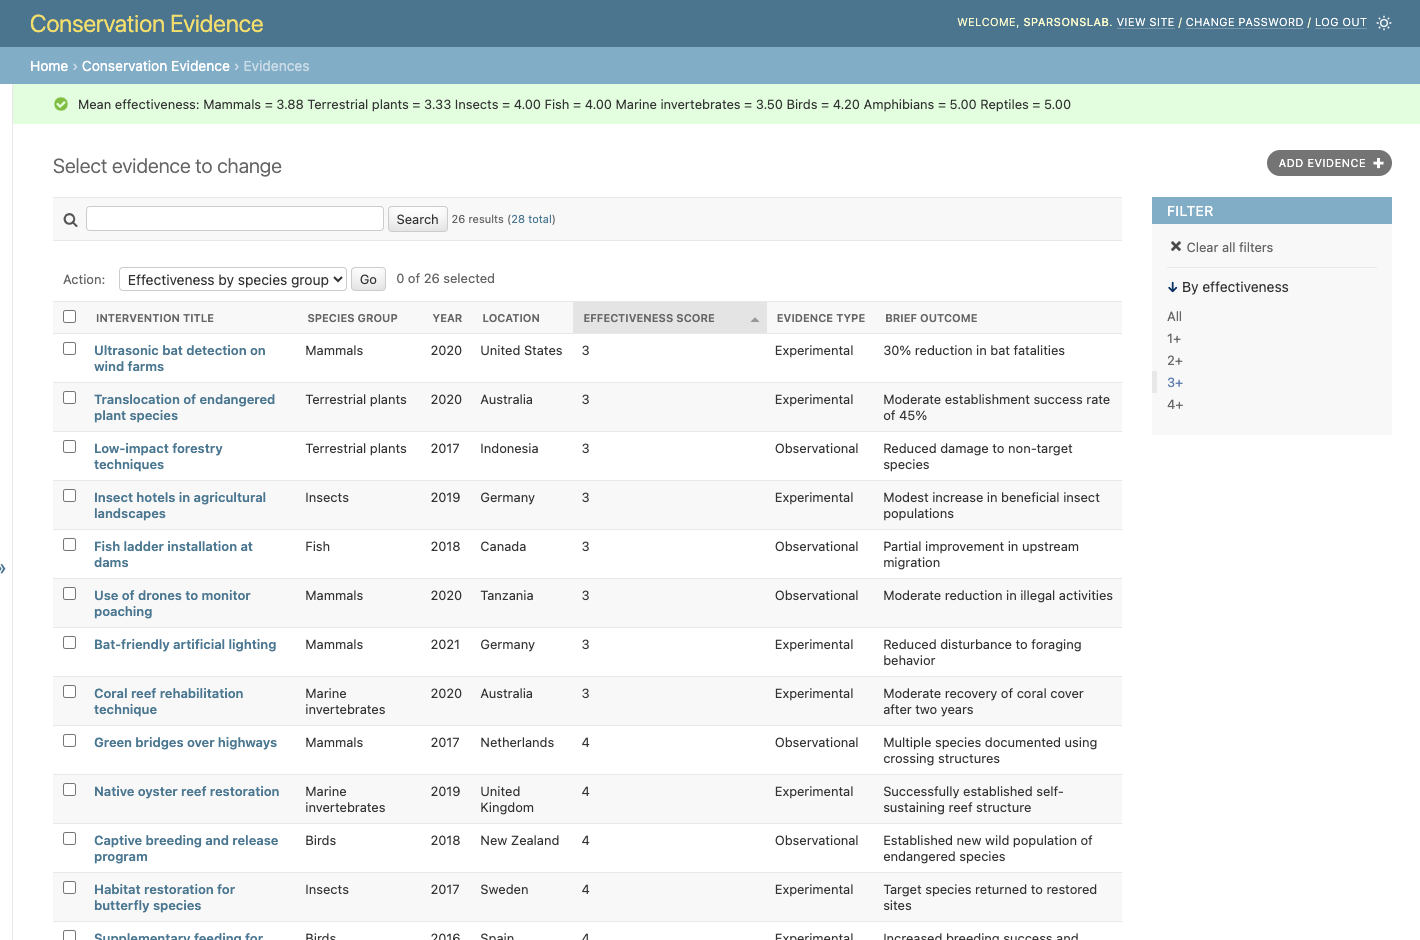 Conservation Evidence
WELCOME, SPARSONSLAB. VIEW SITE / CHANGE PASSWORD / LOG OUT
Home › Conservation Evidence › Evidences
Mean effectiveness: Mammals = 3.88 Terrestrial plants = 3.33 Insects = 4.00 Fish = 4.00 Marine invertebrates = 3.50 Birds = 4.20 Amphibians = 5.00 Reptiles = 5.00
Select evidence to change
ADD EVIDENCE
Search 26 results (28 total)
FILTER
Clear all filters
By effectiveness
All
1+
2+
3+
4+
Action: Effectiveness by species group Go 0 of 26 selected
INTERVENTION TITLE SPECIES GROUP YEAR LOCATION EFFECTIVENESS SCORE EVIDENCE TYPE BRIEF OUTCOME
Ultrasonic bat detection on Mammals 2020 United States 3 Experimental 30% reduction in bat fatalities
wind farms
Translocation of endangered Terrestrial plants 2020 Australia 3 Experimental Moderate establishment success rate
plant species of 45%
Low-impact forestry Terrestrial plants 2017 Indonesia 3 Observational Reduced damage to non-target
techniques species
Insect hotels in agricultural Insects 2019 Germany 3 Experimental Modest increase in beneficial insect
landscapes populations
Fish ladder installation at Fish 2018 Canada 3 Observational Partial improvement in upstream
dams migration
Use of drones to monitor Mammals 2020 Tanzania 3 Observational Moderate reduction in illegal activities
poaching
Bat-friendly artificial lighting Mammals 2021 Germany 3 Experimental Reduced disturbance to foraging
behavior
Coral reef rehabilitation Marine 2020 Australia 3 Experimental Moderate recovery of coral cover
technique invertebrates after two years
Green bridges over highways Mammals 2017 Netherlands 4 Observational Multiple species documented using
crossing structures
Native oyster reef restoration Marine 2019 United 4 Experimental Successfully established self-
invertebrates Kingdom sustaining reef structure
Captive breeding and release Birds 2018 New Zealand 4 Observational Established new wild population of
program endangered species
Habitat restoration for Insects 2017 Sweden 4 Experimental Target species returned to restored
butterfly species sites
Supplementary feeding for Birds 2016 Spain 4 Experimental Increased breeding success and